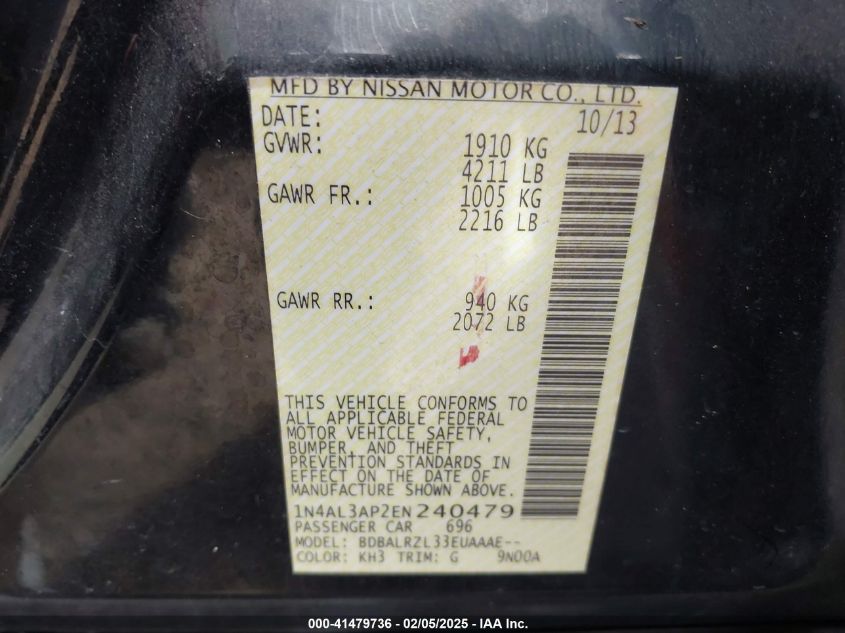 MFD BY NISSAN MOTOR CO., LTD.
DATE: 10/13
GVWR: 1910 KG
4211 LB
GAWR FR.: 1005 KG
2216 LB
GAWR RR.: 940 KG
2072 LB
THIS VEHICLE CONFORMS TO
ALL APPLICABLE FEDERAL
MOTOR VEHICLE SAFETY,
BUMPER, AND THEFT
PREVENTION STANDARDS IN
EFFECT ON THE DATE OF
MANUFACTURE SHOWN ABOVE.
1N4AL3AP2EN240479
PASSENGER CAR 696
MODEL: BDBALRZL33EUAAAE--
COLOR: KH3 TRIM: G 9N00A
000-41479736 - 02/05/2025 - IAA Inc.